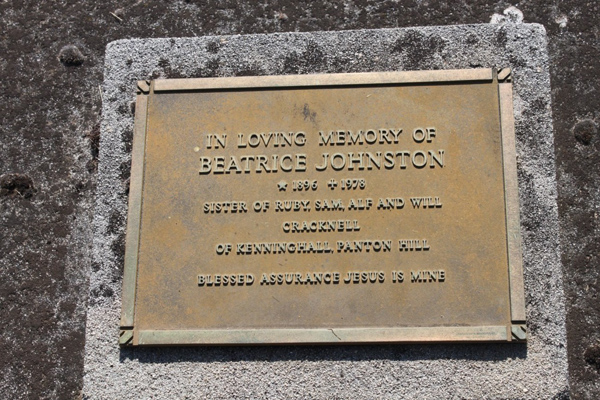 IN LOVING MEMORY OF
BEATRICE JOHNSTON
★ 1896 ✝ 1978
SISTER OF RUBY, SAM, ALF AND WILL
CRACKNELL
OF KENNINGHALL, PANTON HILL
BLESSED ASSURANCE JESUS IS MINE